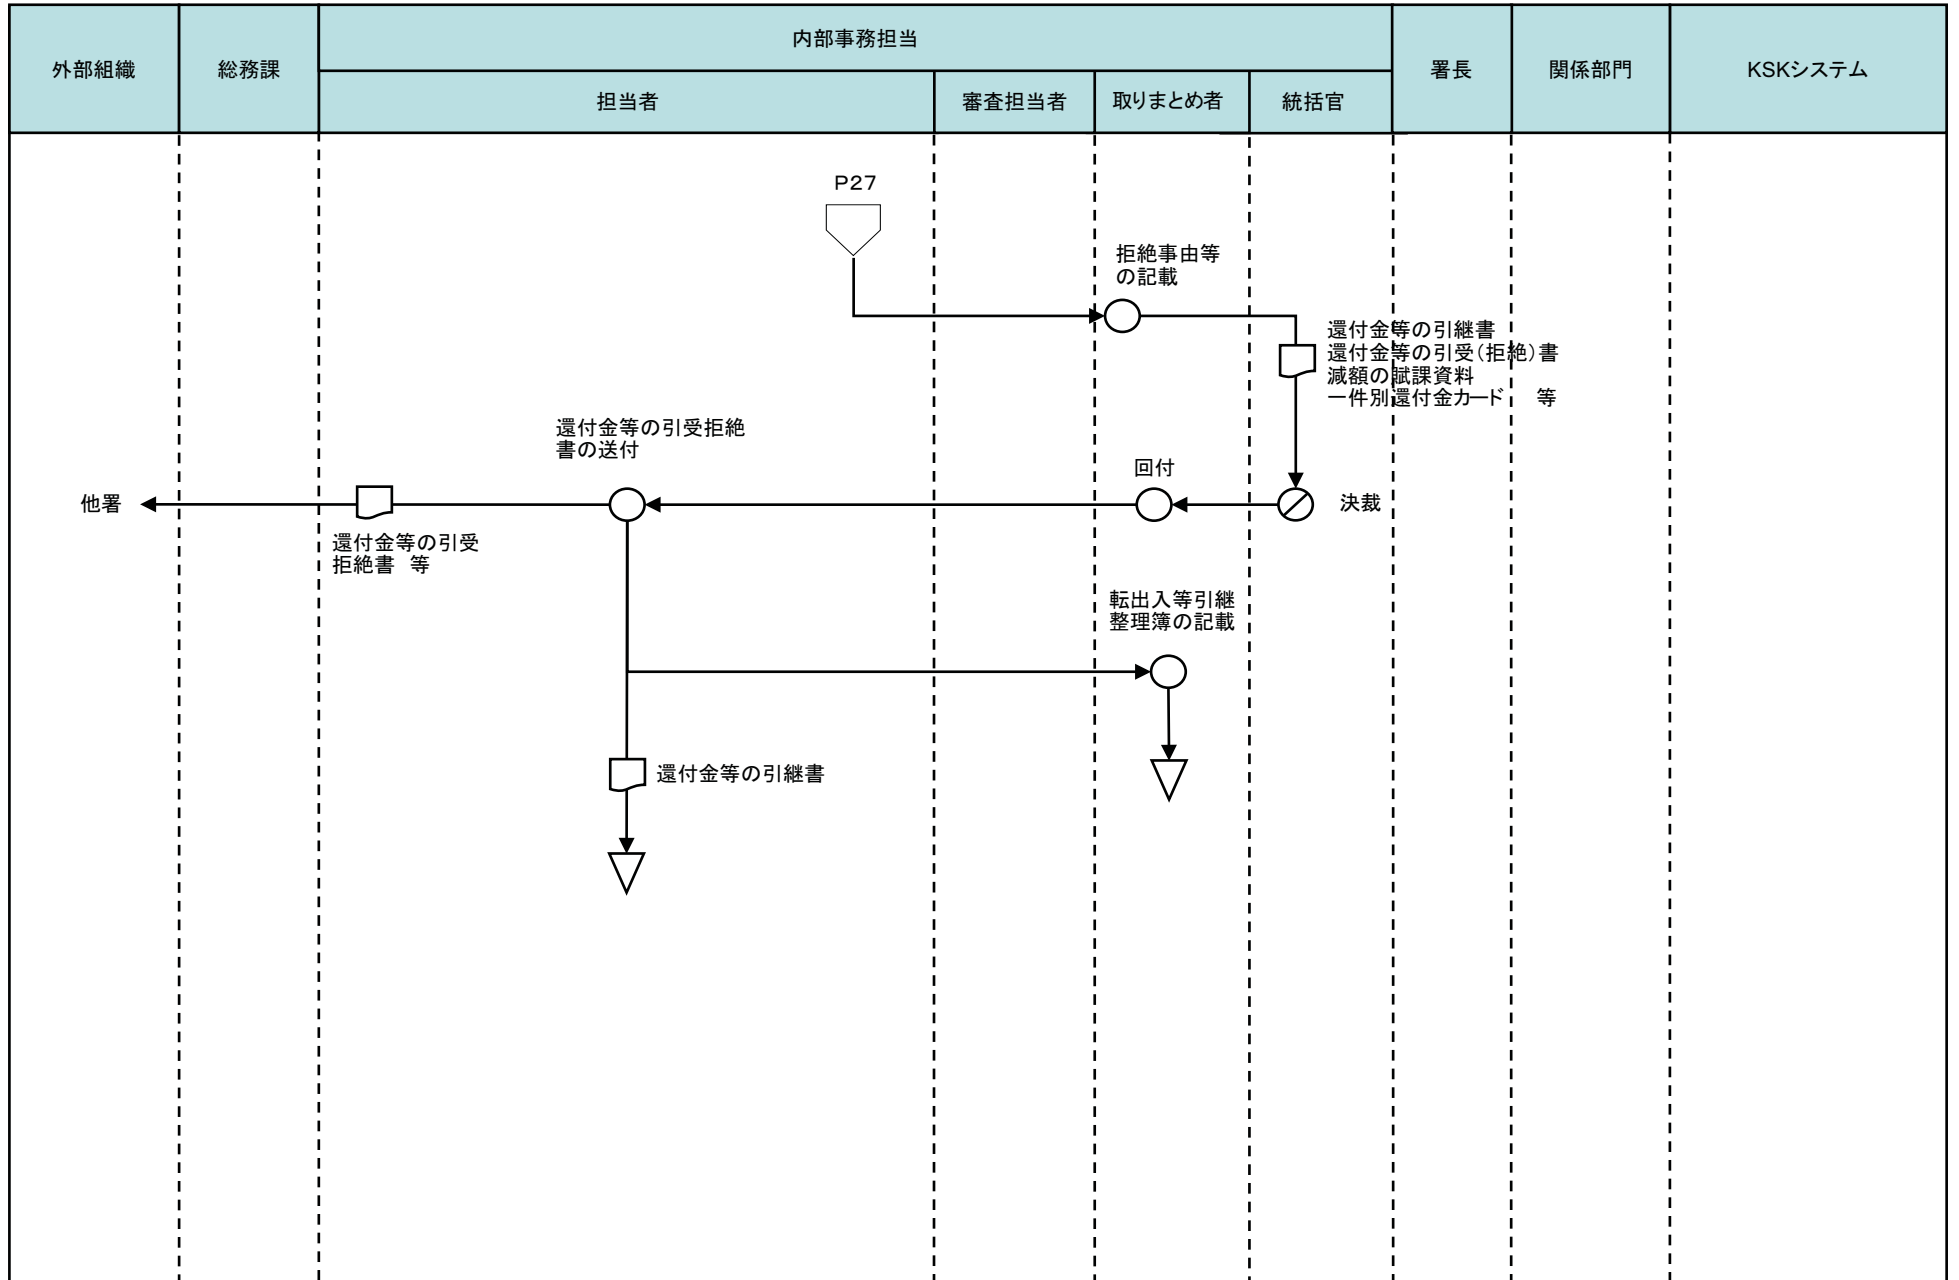 内部事務担当
外部組織
総務課
署長
関係部門
KSKシステム
担当者
審査担当者
取りまとめ者
統括官
P27
拒絶事由等
の記載
還付金等の引継書
還付金等の引受(拒絶)書
減額の賦課資料
一件別還付金カード 等
還付金等の引受拒絶
書の送付
回付
他署
決裁
還付金等の引受
拒絶書 等
転出入等引継
整理簿の記載
還付金等の引継書